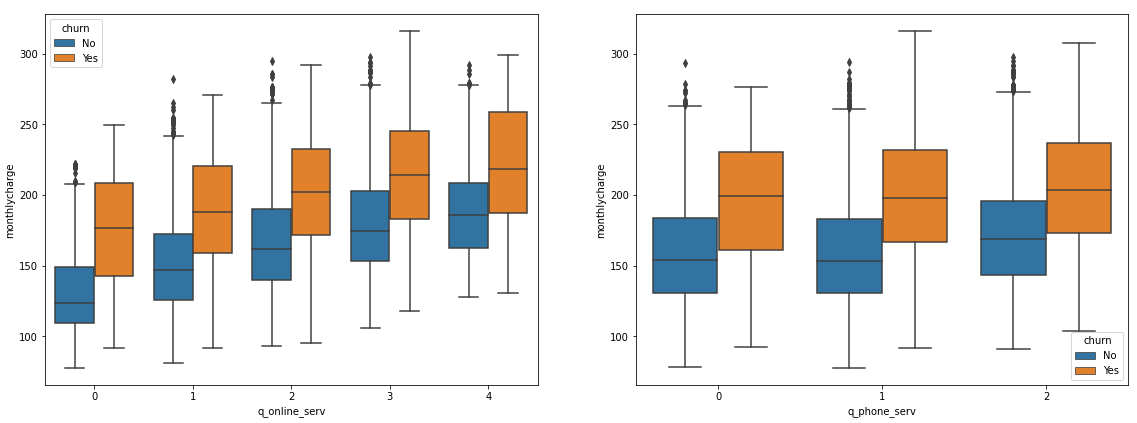 churn
No
Yes
300
250
200
150
100
monthlycharge
0 1 2 3 4
q_online_serv
300
250
200
150
100
monthlycharge
churn
No
Yes
0 1 2
q_phone_serv